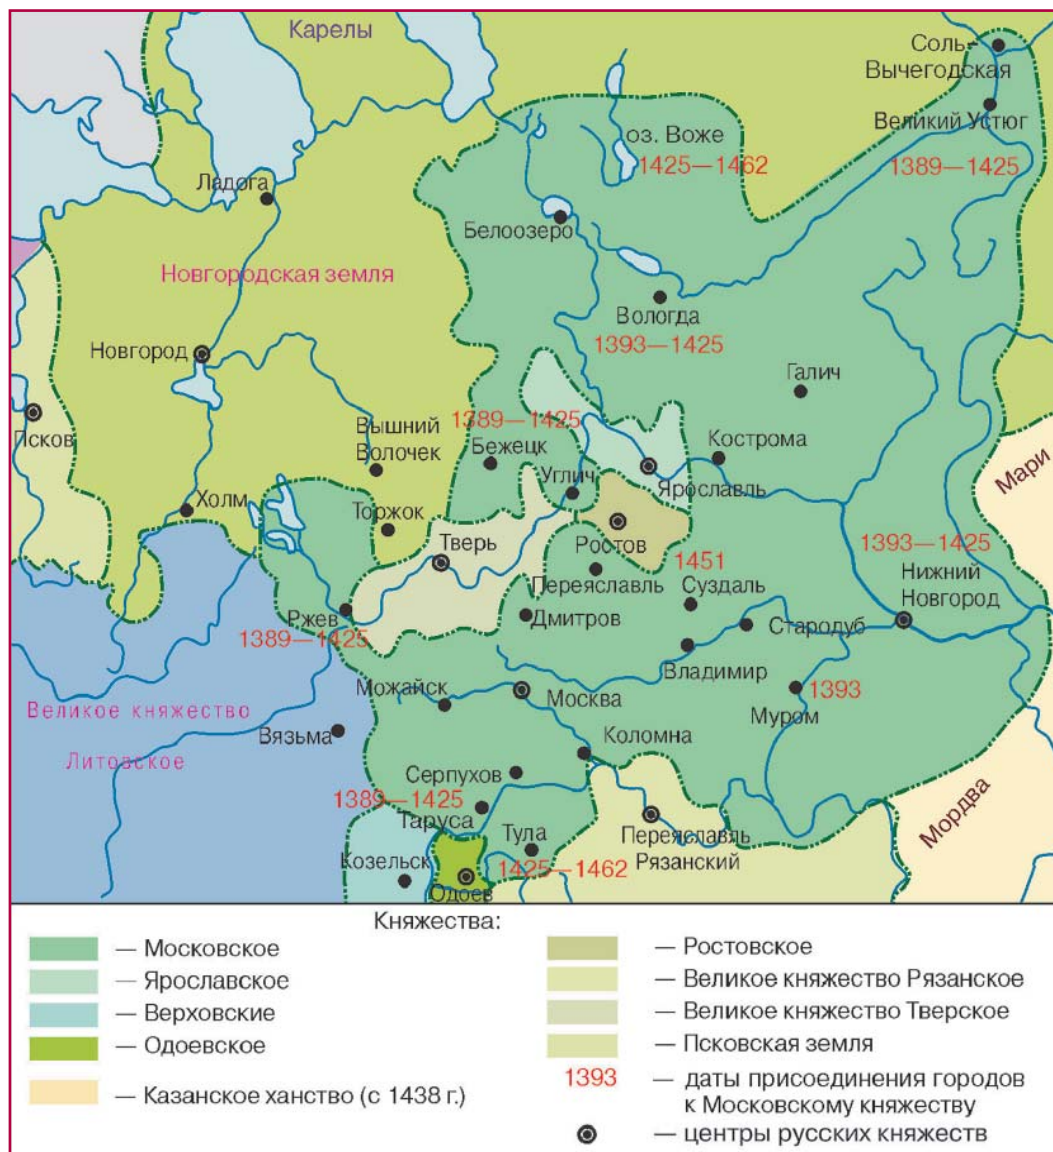 Карелы
Соль-
Вычегодская
Великий Устюг
1389—1425
оз. Воже
1425—1462
Ладога
Белоозеро
Новгородская земля
Вологда
1393—1425
Новгород
Галич
Псков
Вышний
Волочек
1389—1425
Бежецк
Кострома
Мари
Углич
Ярославль
Холм
Торжок
Тверь
Ростов
1451
1393—1425
Нижний
Новгород
Переяславль
Суздаль
Ржев
1389—1425
Дмитров
Стародуб
Владимир
Можайск
Москва
1393
Муром
Великое княжество
Литовское
Вязьма
Коломна
Серпухов
1389—1425
Таруса
Тула
Переяславль
Рязанский
Мордва
Козельск
1425—1462
Одоев
Княжества:
— Московское
— Ярославское
— Верховские
— Одоевское
— Казанское ханство (с 1438 г.)
— Ростовское
— Великое княжество Рязанское
— Великое княжество Тверское
— Псковская земля
1393 — даты присоединения городов
к Московскому княжеству
— центры русских княжеств